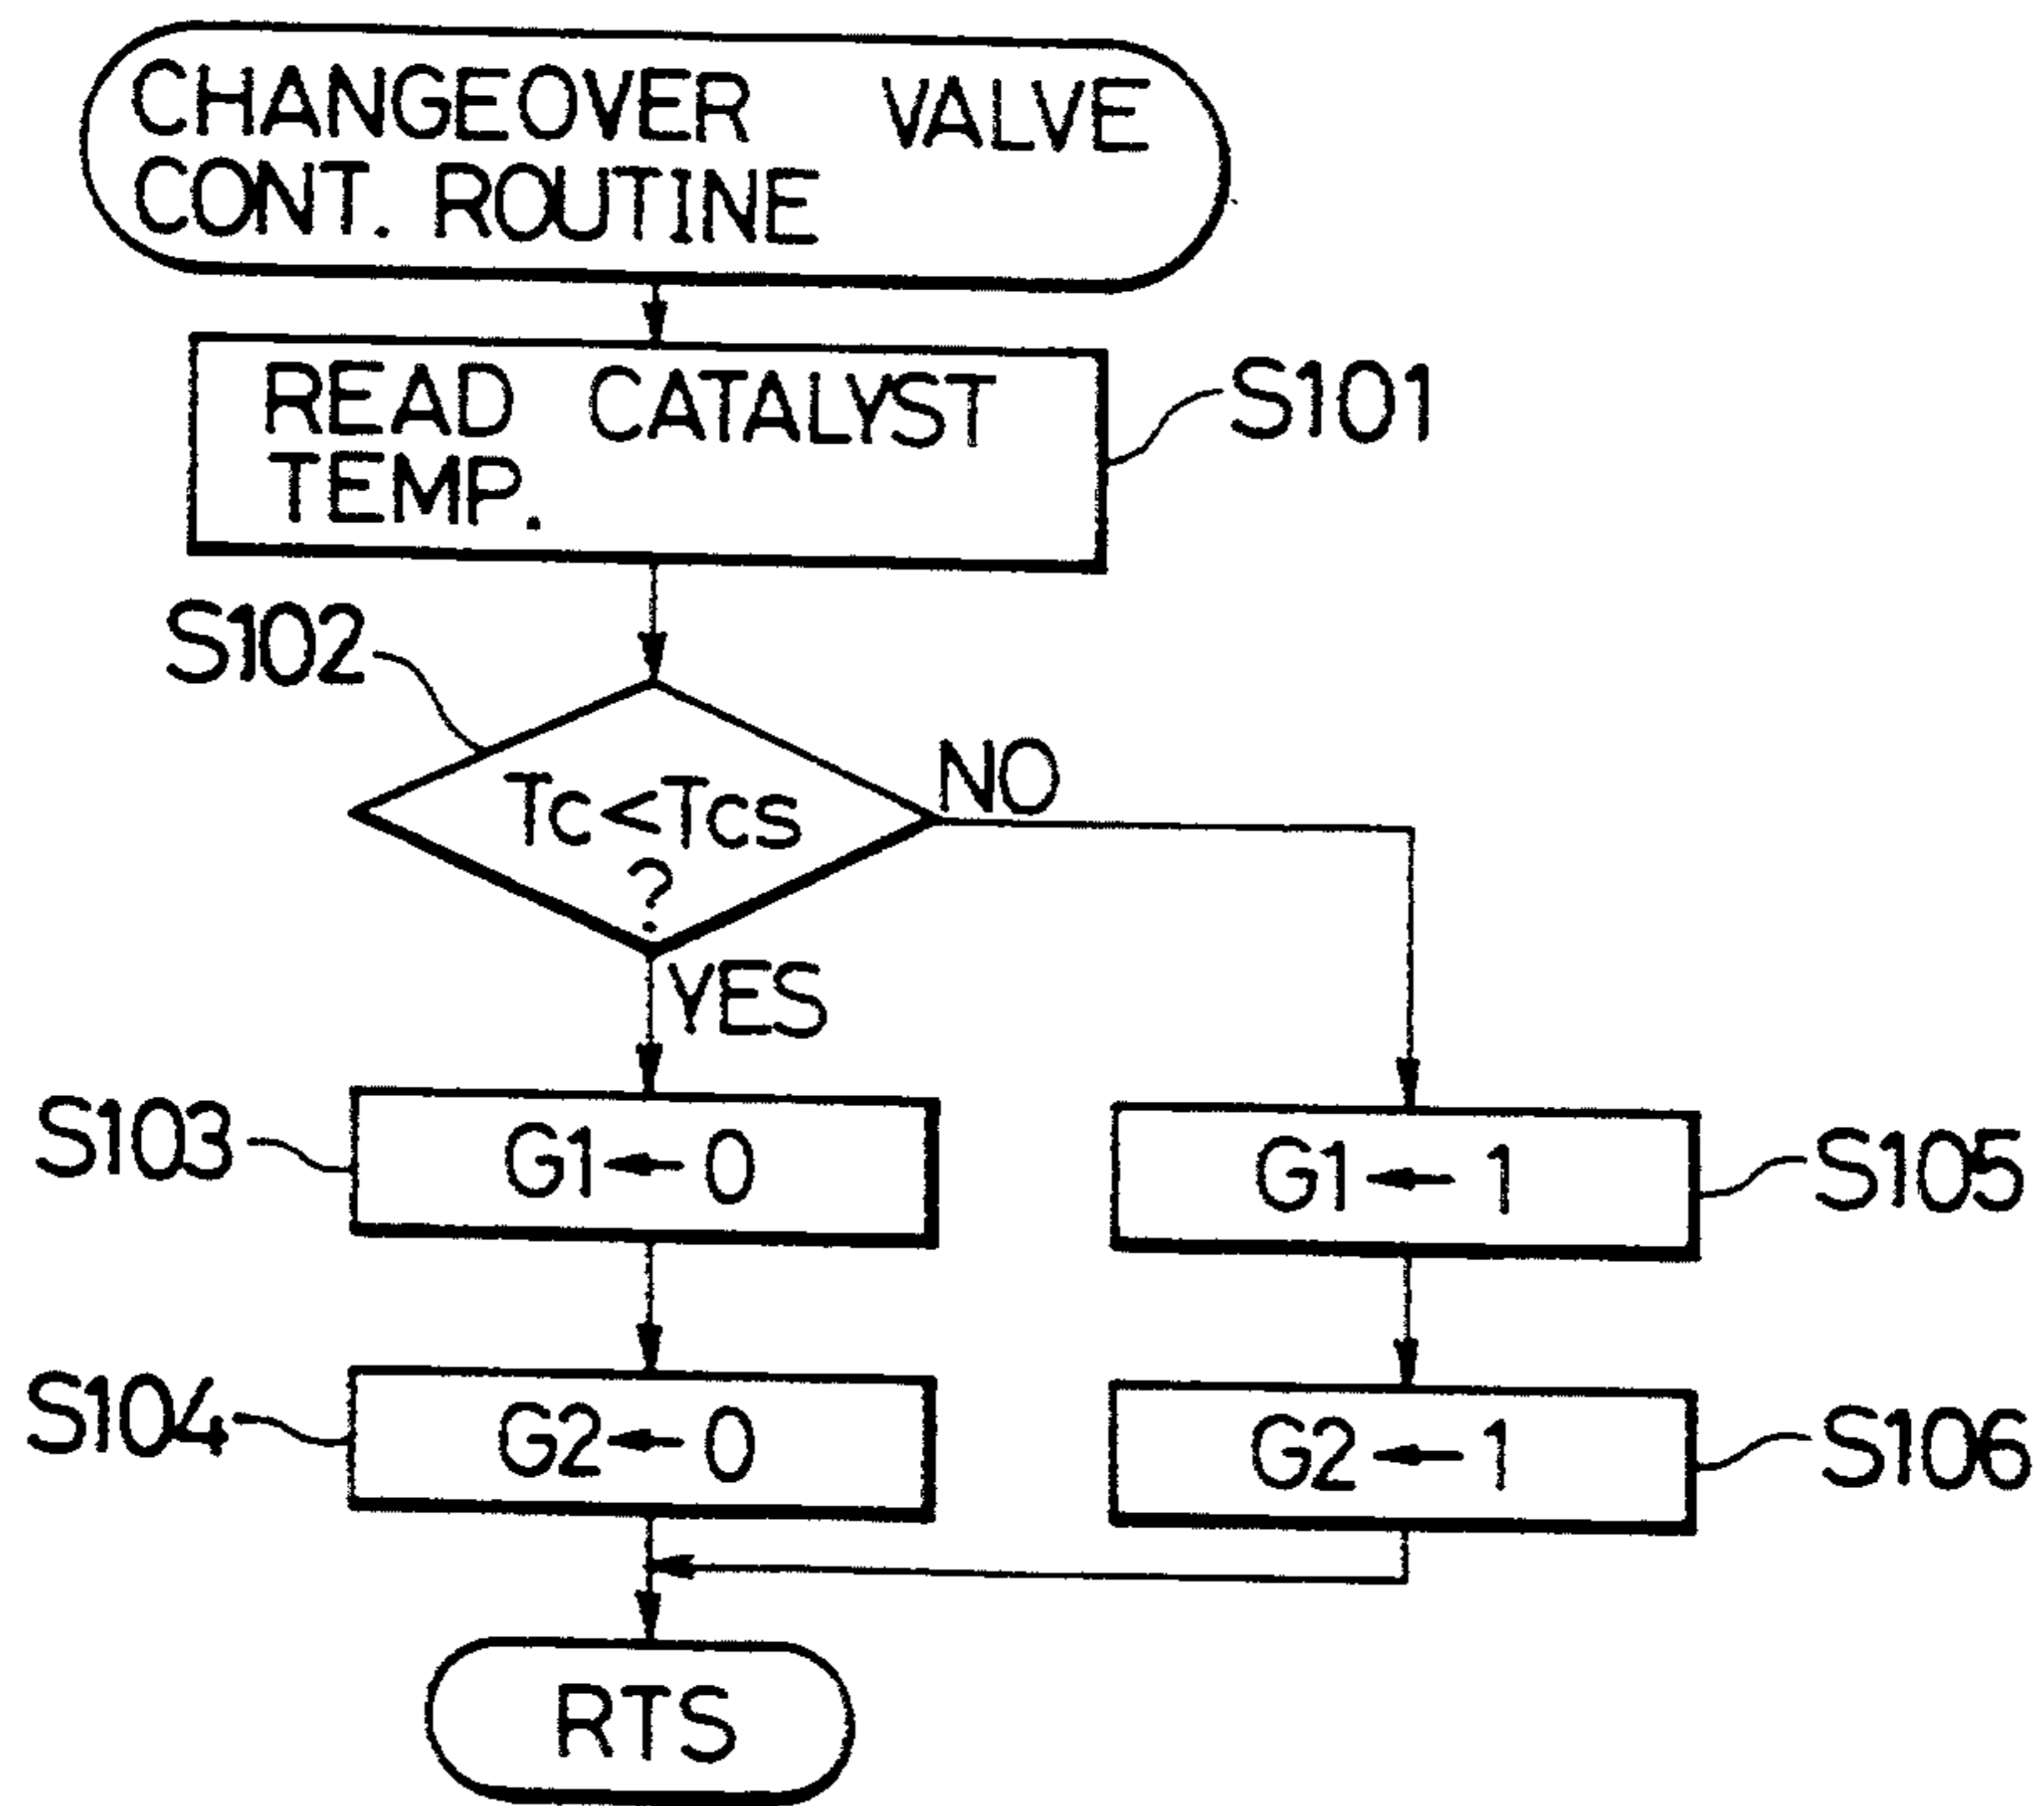 CHANGEOVER VALVE
CONT. ROUTINE
READ CATALYST
TEMP.
S101
S102
Tc<Tcs
?
NO
YES
S103
G1←0
G1←1
S105
S104
G2←0
G2←1
S106
RTS